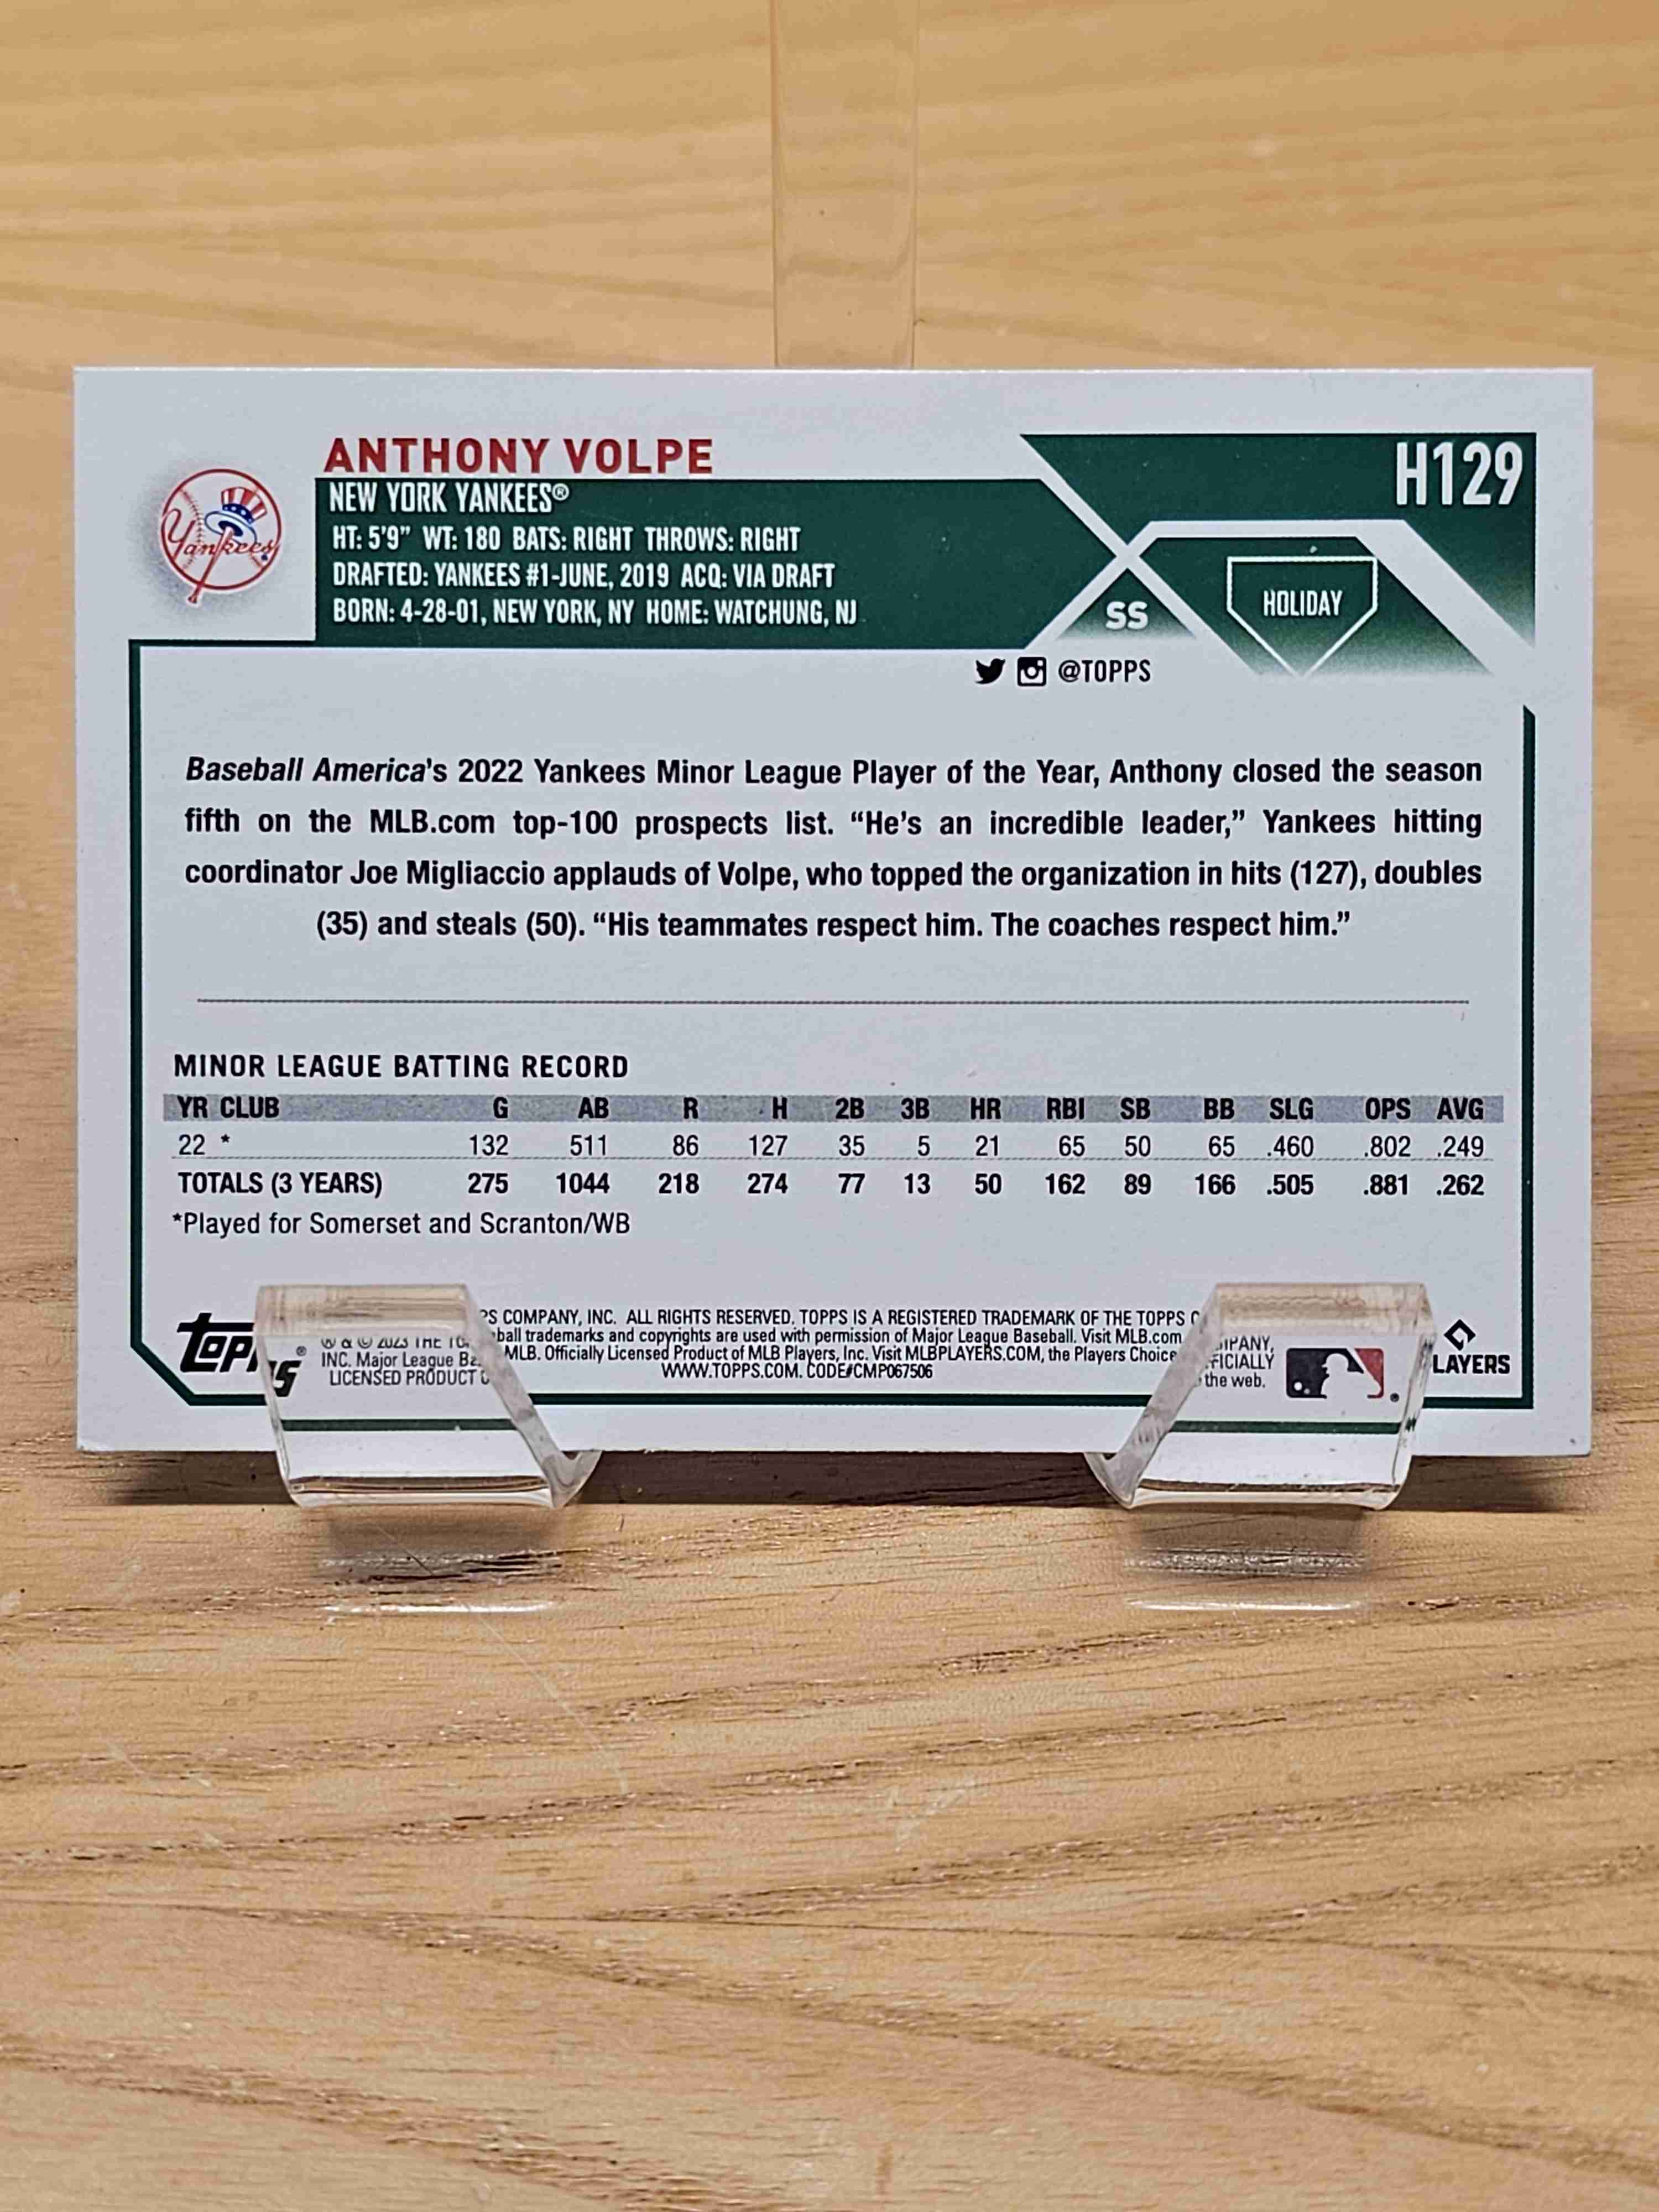 ANTHONY VOLPE
H129
Yankees
NEW YORK YANKEES®
HT: 5'9" WT: 180 BATS: RIGHT THROWS: RIGHT
DRAFTED: YANKEES #1-JUNE, 2019 ACQ: VIA DRAFT
BORN: 4-28-01, NEW YORK, NY HOME: WATCHUNG, NJ
SS
HOLIDAY
@TOPPS
Baseball America's 2022 Yankees Minor League Player of the Year, Anthony closed the season
fifth on the MLB.com top-100 prospects list. “He's an incredible leader,” Yankees hitting
coordinator Joe Migliaccio applauds of Volpe, who topped the organization in hits (127), doubles
(35) and steals (50). “His teammates respect him. The coaches respect him.”
MINOR LEAGUE BATTING RECORD
YR CLUB G AB R H 2B 3B HR RBI SB BB SLG OPS AVG
22 * 132 511 86 127 35 5 21 65 50 65 .460 .802 .249
TOTALS (3 YEARS) 275 1044 218 274 77 13 50 162 89 166 .505 .881 .262
*Played for Somerset and Scranton/WB
Topps®
® & © 2023 THE COMPANY, INC. ALL RIGHTS RESERVED. TOPPS IS A REGISTERED TRADEMARK OF THE TOPPS
INC. Major League trademarks and copyrights are used with permission of Major League Baseball. Visit MLB.com
LICENSED PRODUCT MLB. Officially Licensed Product of MLB Players, Inc. Visit MLBPLAYERS.COM, the Players Choice
the web.
WWW.TOPPS.COM. CODE#CMP067506
LAYERS